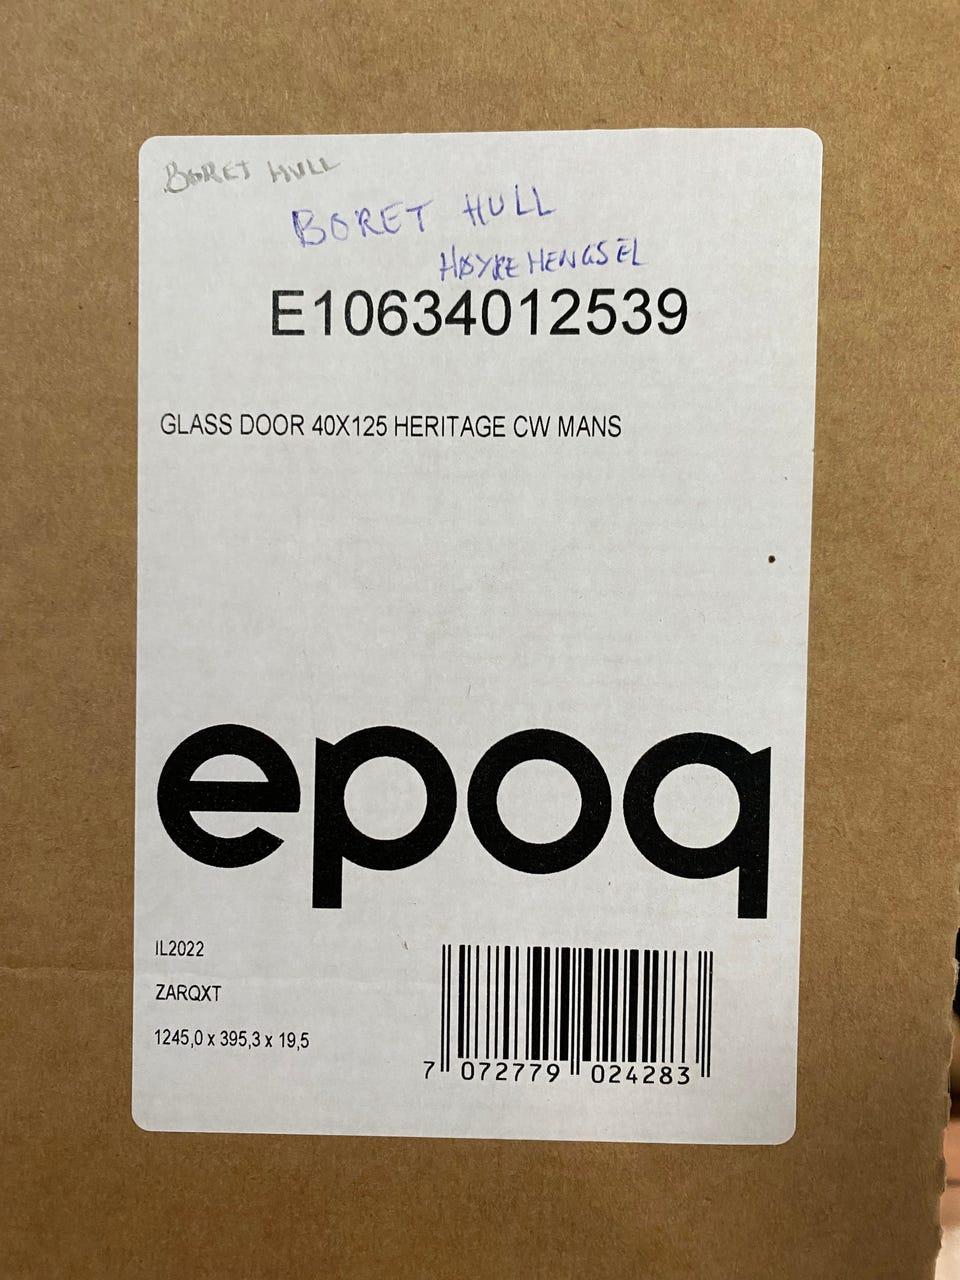 BORET HULL
BORET HULL
HØYRE HENGSEL
E10634012539
GLASS DOOR 40X125 HERITAGE CW MANS
epoq
IL2022
ZARQXT
1245,0 x 395,3 x 19,5
7 072779 024283